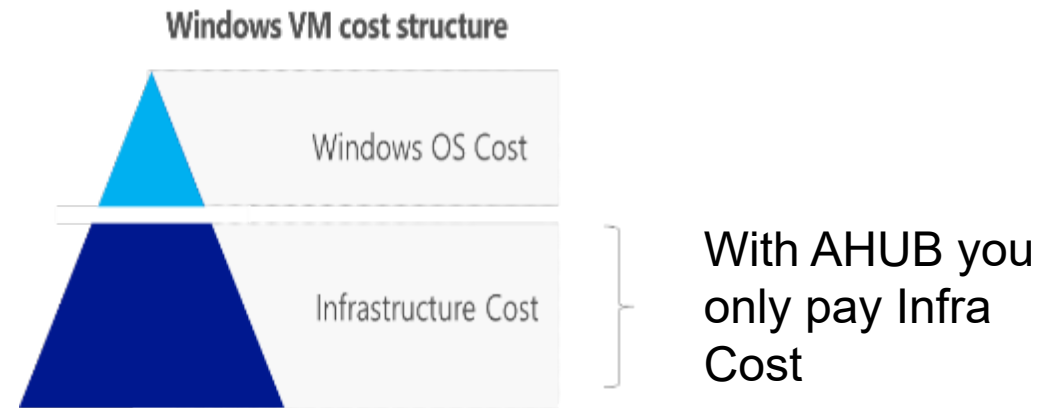 Windows VM cost structure
Windows OS Cost
Infrastructure Cost
With AHUB you
only pay Infra
Cost